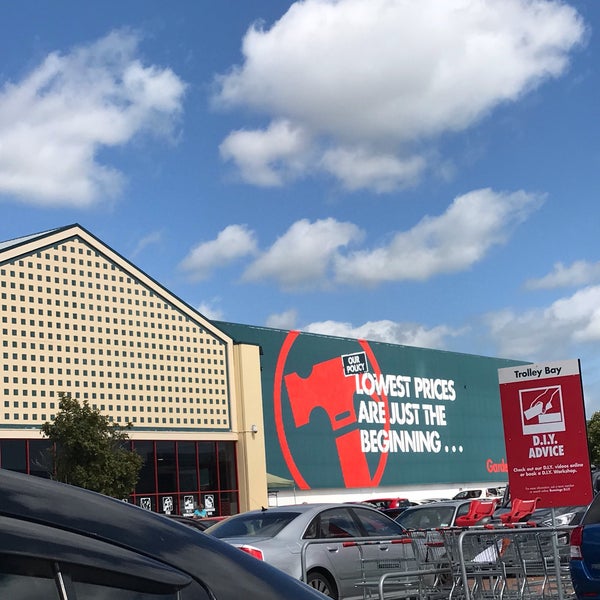 OUR
POLICY
LOWEST PRICES
ARE JUST THE
BEGINNING...
Trolley Bay
D.I.Y.
ADVICE
Check out our D.I.Y. videos online
or book a D.I.Y. Workshop.